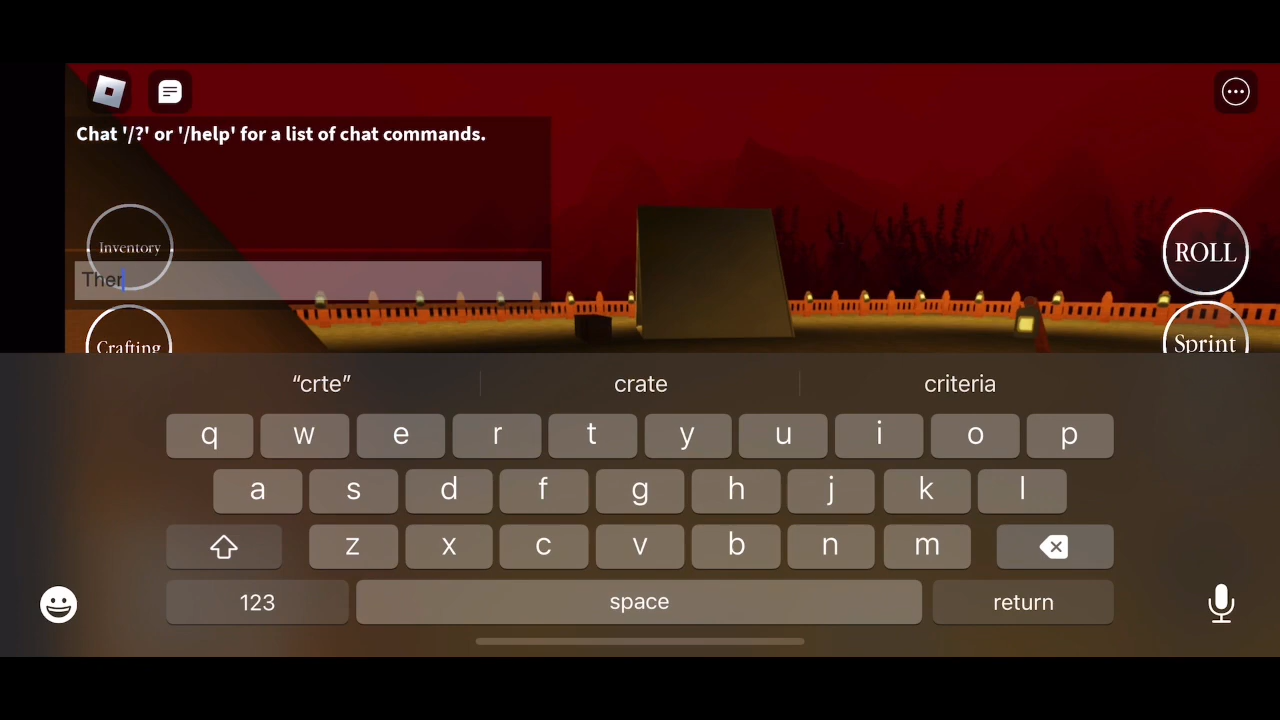 Chat '/?' or '/help' for a list of chat commands.
Inventory
ROLL
Ther
Crafting
Sprint
“crte” crate criteria
q w e r t y u i o p
a s d f g h j k l
z x c v b n m
123 space return